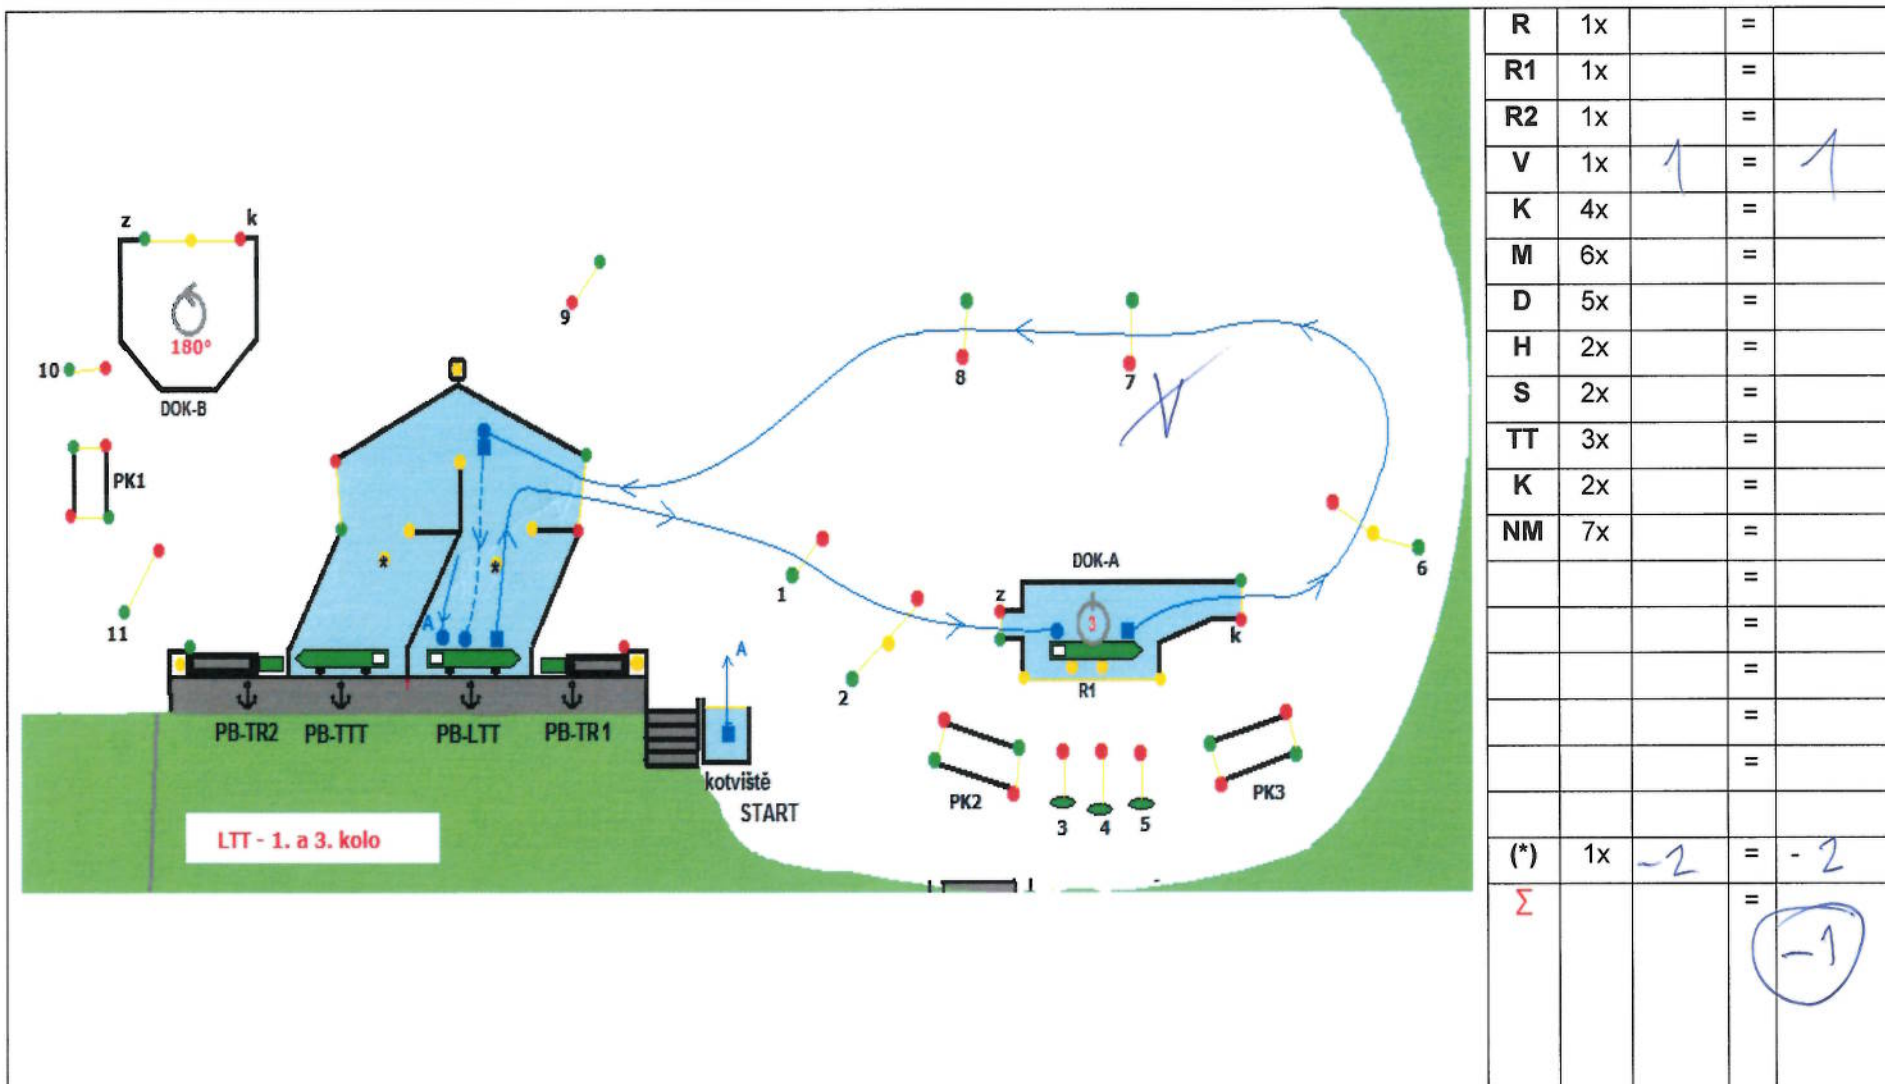 z k
180°
DOK-B
10
PK1
11
9
8
7
V
6
1
2
DOK-A
z
3
k
R1
*
*
A
A
PB-TR2 PB-TTT PB-LTT PB-TR1
kotviště
START
PK2
3 4 5
PK3
LTT - 1. a 3. kolo
R 1x =
R1 1x =
R2 1x =
V 1x 1 = 1
K 4x =
M 6x =
D 5x =
H 2x =
S 2x =
TT 3x =
K 2x =
NM 7x =
=
=
=
=
=
(*) 1x -2 = -2
Σ =
-1